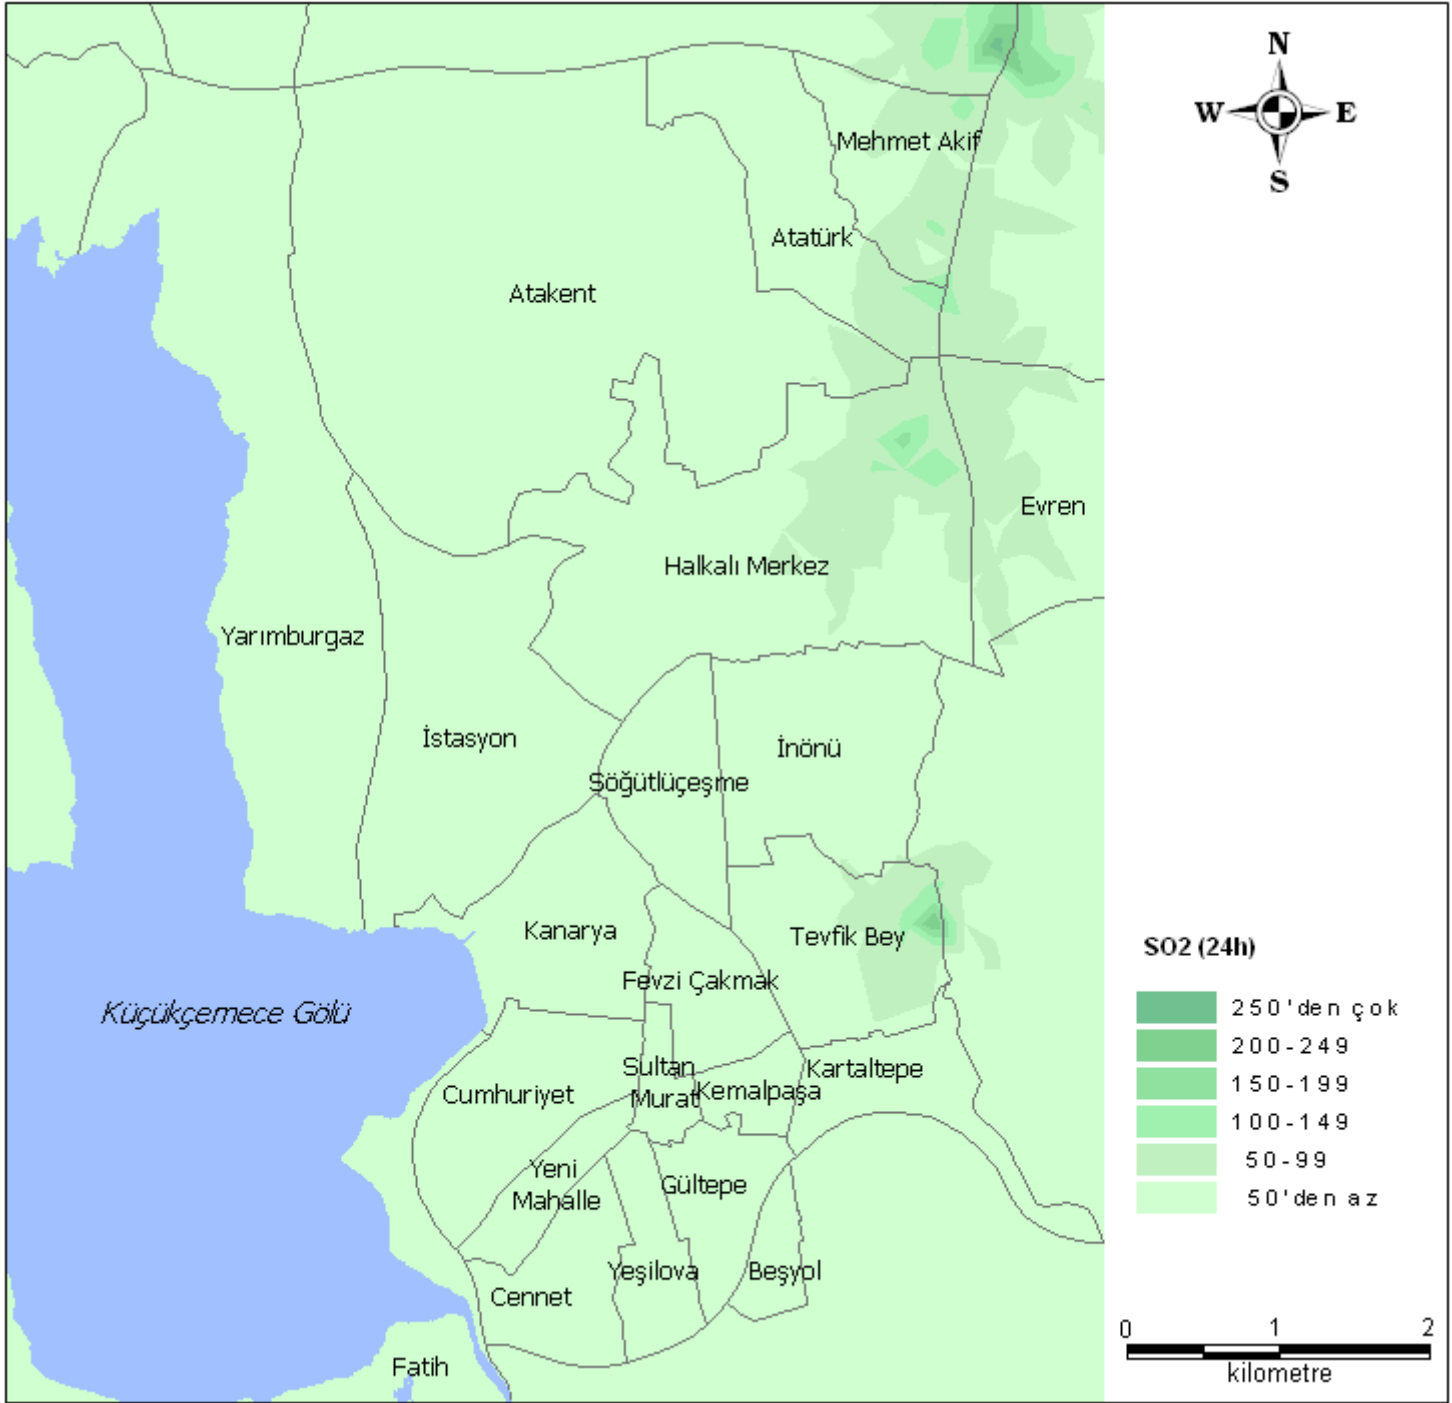 N
W E
S
Mehmet Akif
Atatürk
Atakent
Evren
Halkalı Merkez
Yarımburgaz
İstasyon
İnönü
Söğütlüçeşme
Kanarya
Tevfik Bey
Fevzi Çakmak
Küçükçemece Gölü
Sultan
Murat
Kartaltepe
Kemalpaşa
Cumhuriyet
Yeni
Mahalle
Gültepe
Yeşilova
Beşyol
Cennet
Fatih
SO2 (24h)
250'den çok
200-249
150-199
100-149
50-99
50'den az
0 1 2
kilometre